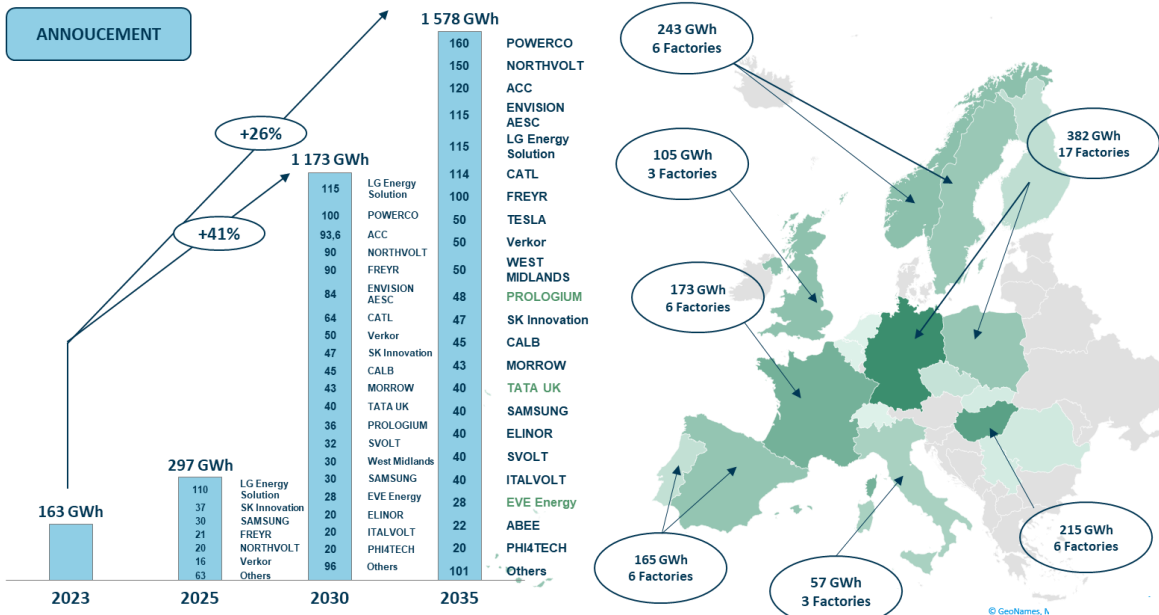 ANNOUCEMENT
+26%
+41%
163 GWh
2023
297 GWh
110 LG Energy
Solution
37 SK Innovation
30 SAMSUNG
21 FREYR
20 NORTHVOLT
16 Verkor
63 Others
2025
1 173 GWh
115 LG Energy
Solution
100 POWERCO
93,6 ACC
90 NORTHVOLT
90 FREYR
84 ENVISION
AESC
64 CATL
50 Verkor
47 SK Innovation
45 CALB
43 MORROW
40 TATA UK
36 PROLOGIUM
32 SVOLT
30 West Midlands
30 SAMSUNG
28 EVE Energy
20 ELINOR
20 ITALVOLT
20 PHI4TECH
96 Others
2030
1 578 GWh
160 POWERCO
150 NORTHVOLT
120 ACC
115 ENVISION
AESC
115 LG Energy
Solution
114 CATL
100 FREYR
50 TESLA
50 Verkor
50 WEST
MIDLANDS
48 PROLOGIUM
47 SK Innovation
45 CALB
43 MORROW
40 TATA UK
40 SAMSUNG
40 ELINOR
40 SVOLT
40 ITALVOLT
28 EVE Energy
22 ABEE
20 PHI4TECH
101 Others
2035
243 GWh
6 Factories
382 GWh
17 Factories
105 GWh
3 Factories
173 GWh
6 Factories
165 GWh
6 Factories
57 GWh
3 Factories
215 GWh
6 Factories
© GeoNames,